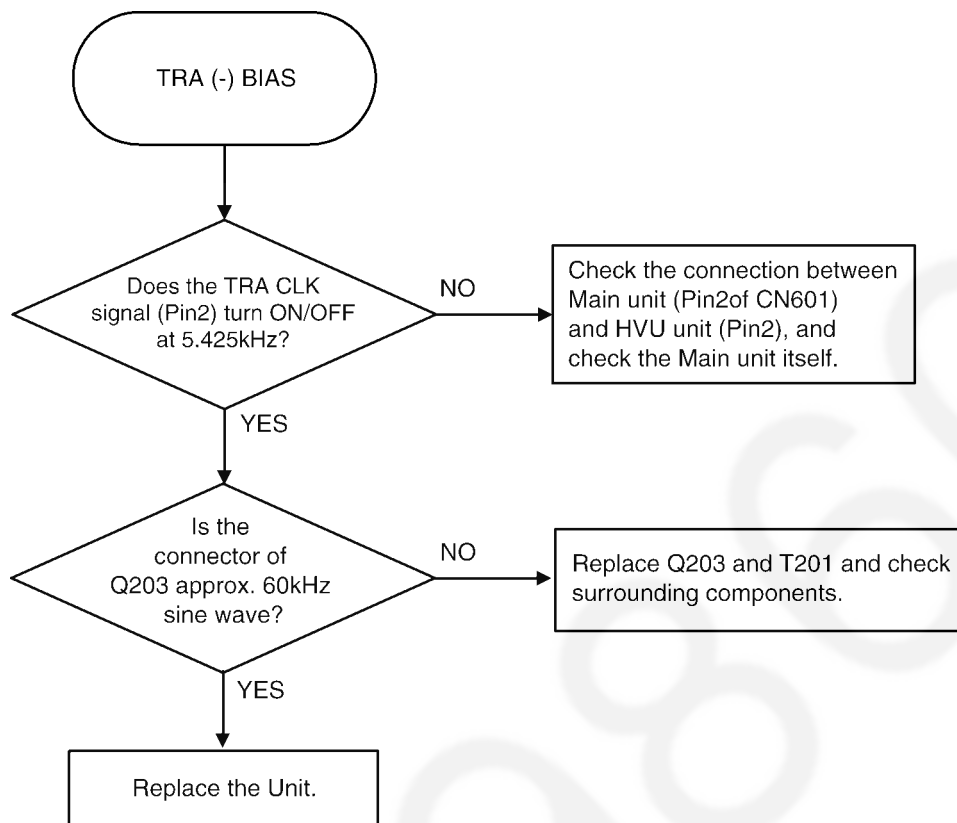 TRA (-) BIAS
Does the TRA CLK
signal (Pin2) turn ON/OFF
at 5.425kHz?
NO
Check the connection between
Main unit (Pin2of CN601)
and HVU unit (Pin2), and
check the Main unit itself.
YES
Is the
connector of
Q203 approx. 60kHz
sine wave?
NO
Replace Q203 and T201 and check
surrounding components.
YES
Replace the Unit.